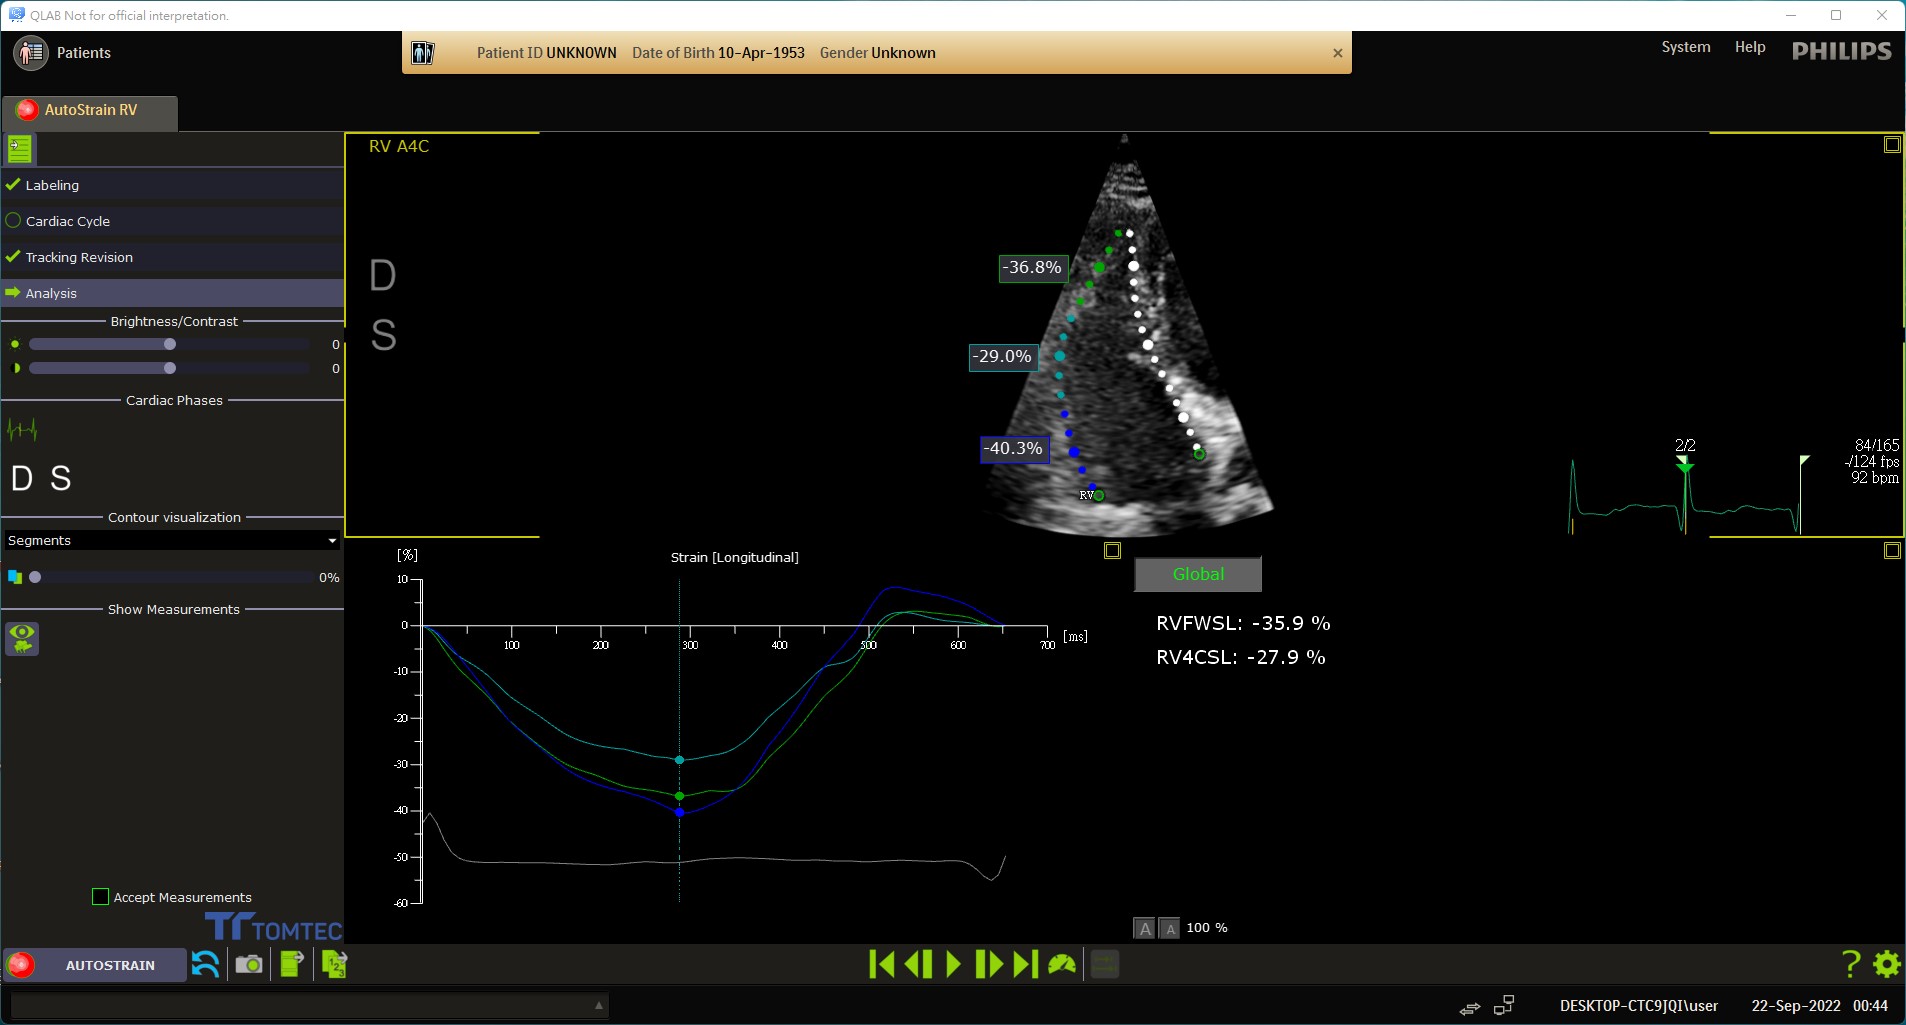 QLAB Not for official interpretation.
Patients
Patient ID UNKNOWN Date of Birth 10-Apr-1953 Gender Unknown
System Help PHILIPS
AutoStrain RV
Labeling
Cardiac Cycle
Tracking Revision
Analysis
Brightness/Contrast
0
0
Cardiac Phases
D S
Contour visualization
Segments
0%
Show Measurements
Accept Measurements
TOMTEC
RV A4C
D
S
-36.8%
-29.0%
-40.3%
RV
2/2
84/165
-/124 fps
92 bpm
[%]
Strain [Longitudinal]
10
0
-10
-20
-30
-40
-50
-60
100 200 300 400 500 600 700 [ms]
Global
RVFWSL: -35.9 %
RV4CSL: -27.9 %
A A 100 %
AUTOSTRAIN
123
?
DESKTOP-CTC9JQI\user 22-Sep-2022 00:44